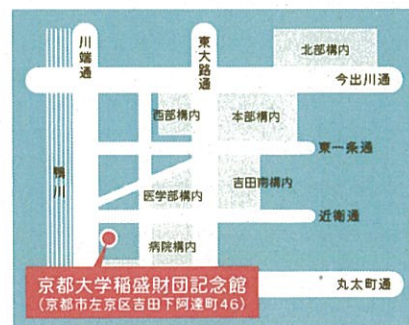 川端通
東大路通
北部構内
今出川通
西部構内
本部構内
東一条通
鴨川
医学部構内
吉田南構内
近衛通
病院構内
京都大学稲盛財団記念館
(京都市左京区吉田下阿達町46)
丸太町通